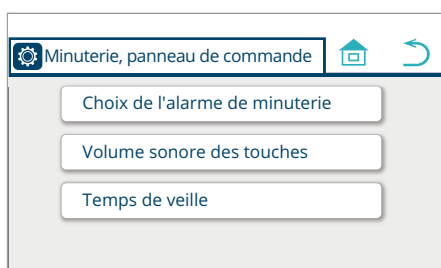 Minuterie, panneau de commande
Choix de l'alarme de minuterie
Volume sonore des touches
Temps de veille